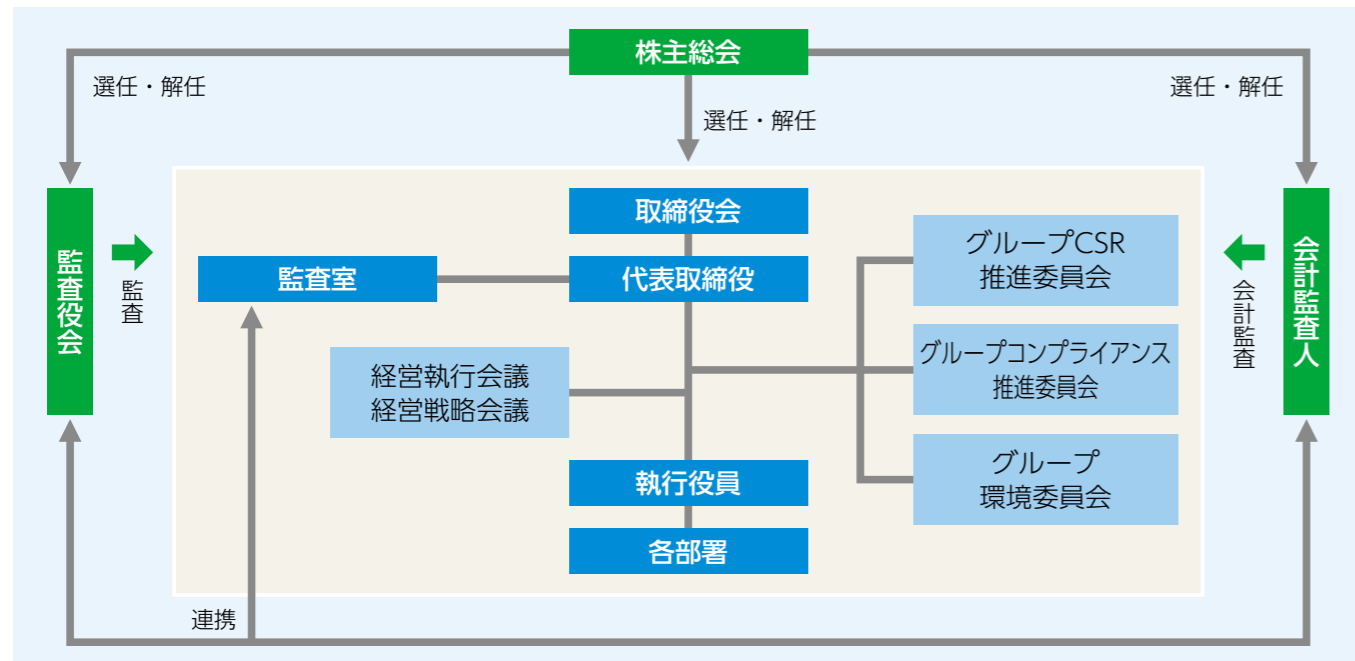 株主総会
選任・解任
選任・解任
選任・解任
監査役会
監査
取締役会
監査室
代表取締役
経営執行会議
経営戦略会議
執行役員
各部署
グループCSR
推進委員会
グループコンプライアンス
推進委員会
グループ
環境委員会
会計監査
会計監査人
連携